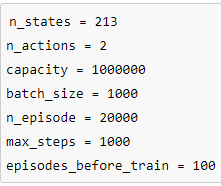 n_states = 213
n_actions = 2
capacity = 1000000
batch_size = 1000
n_episode = 20000
max_steps = 1000
episodes_before_train = 100